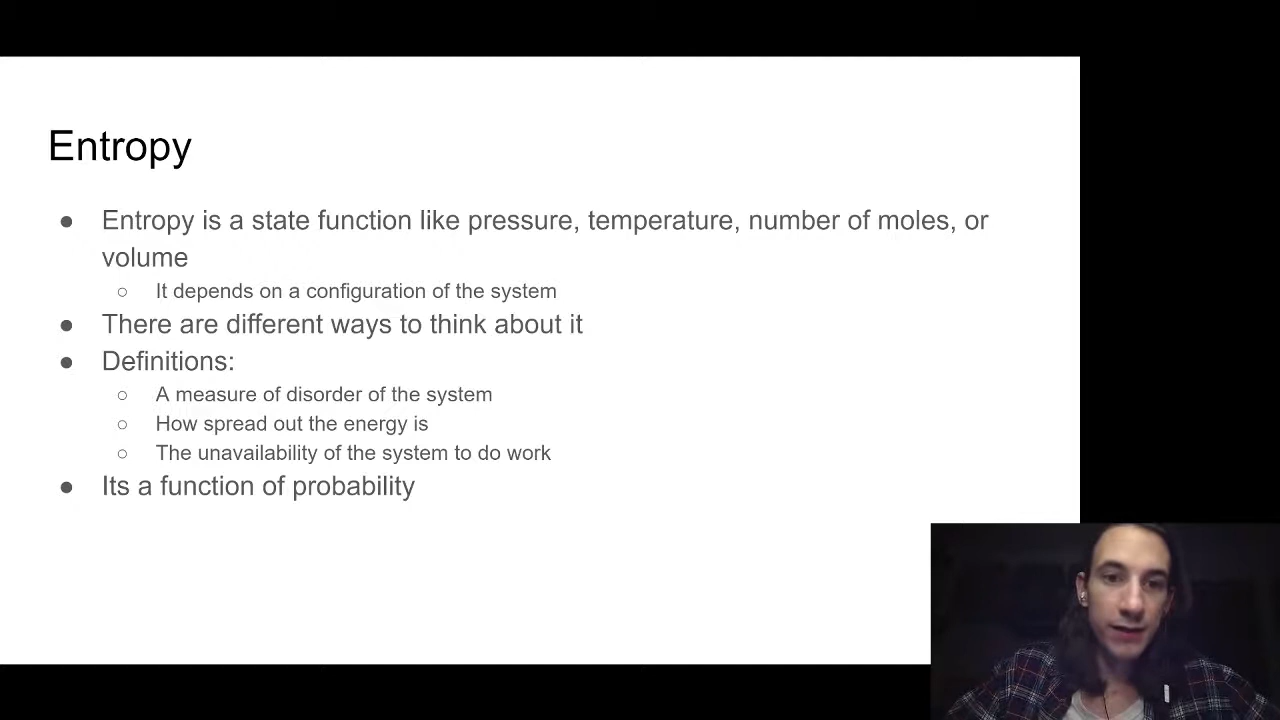 Entropy
● Entropy is a state function like pressure, temperature, number of moles, or
volume
○ It depends on a configuration of the system
● There are different ways to think about it
● Definitions:
○ A measure of disorder of the system
○ How spread out the energy is
○ The unavailability of the system to do work
● Its a function of probability